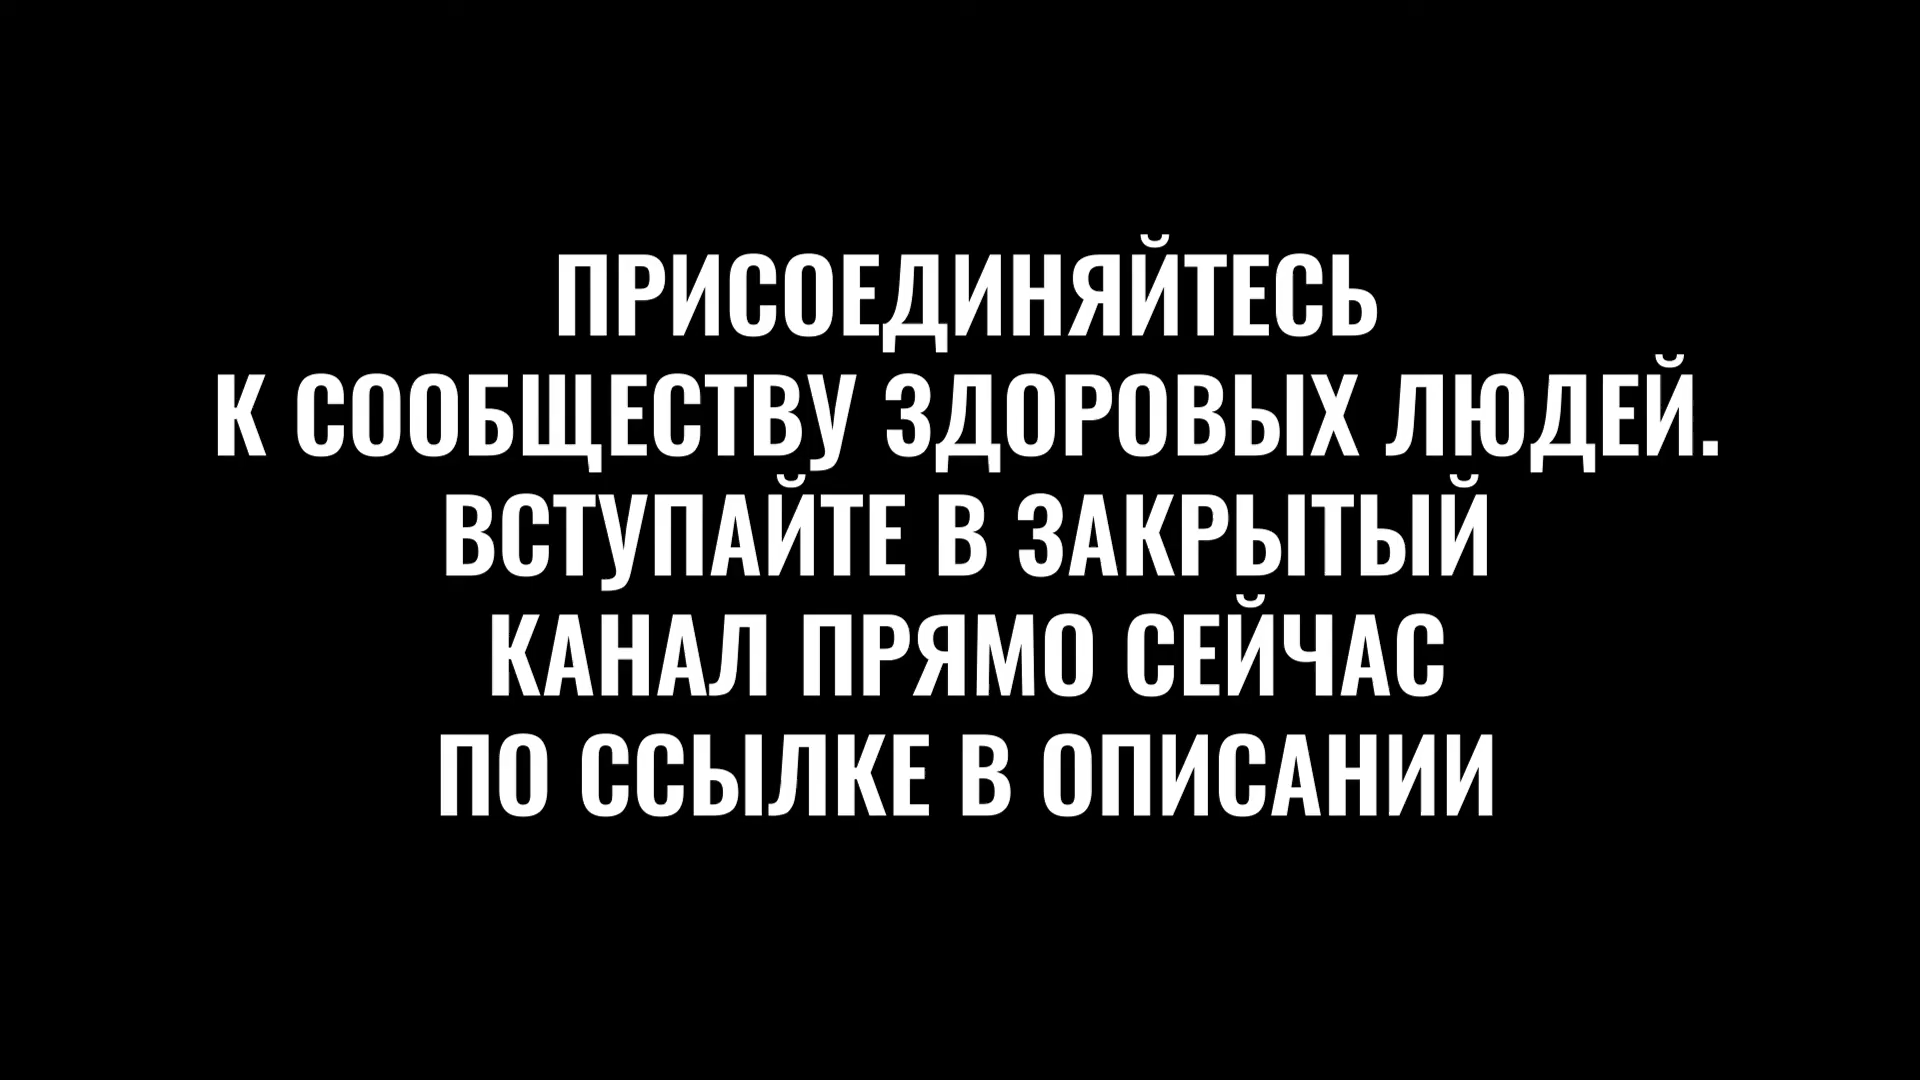 ПРИСОЕДИНЯЙТЕСЬ
К СООБЩЕСТВУ ЗДОРОВЫХ ЛЮДЕЙ.
ВСТУПАЙТЕ В ЗАКРЫТЫЙ
КАНАЛ ПРЯМО СЕЙЧАС
ПО ССЫЛКЕ В ОПИСАНИИ